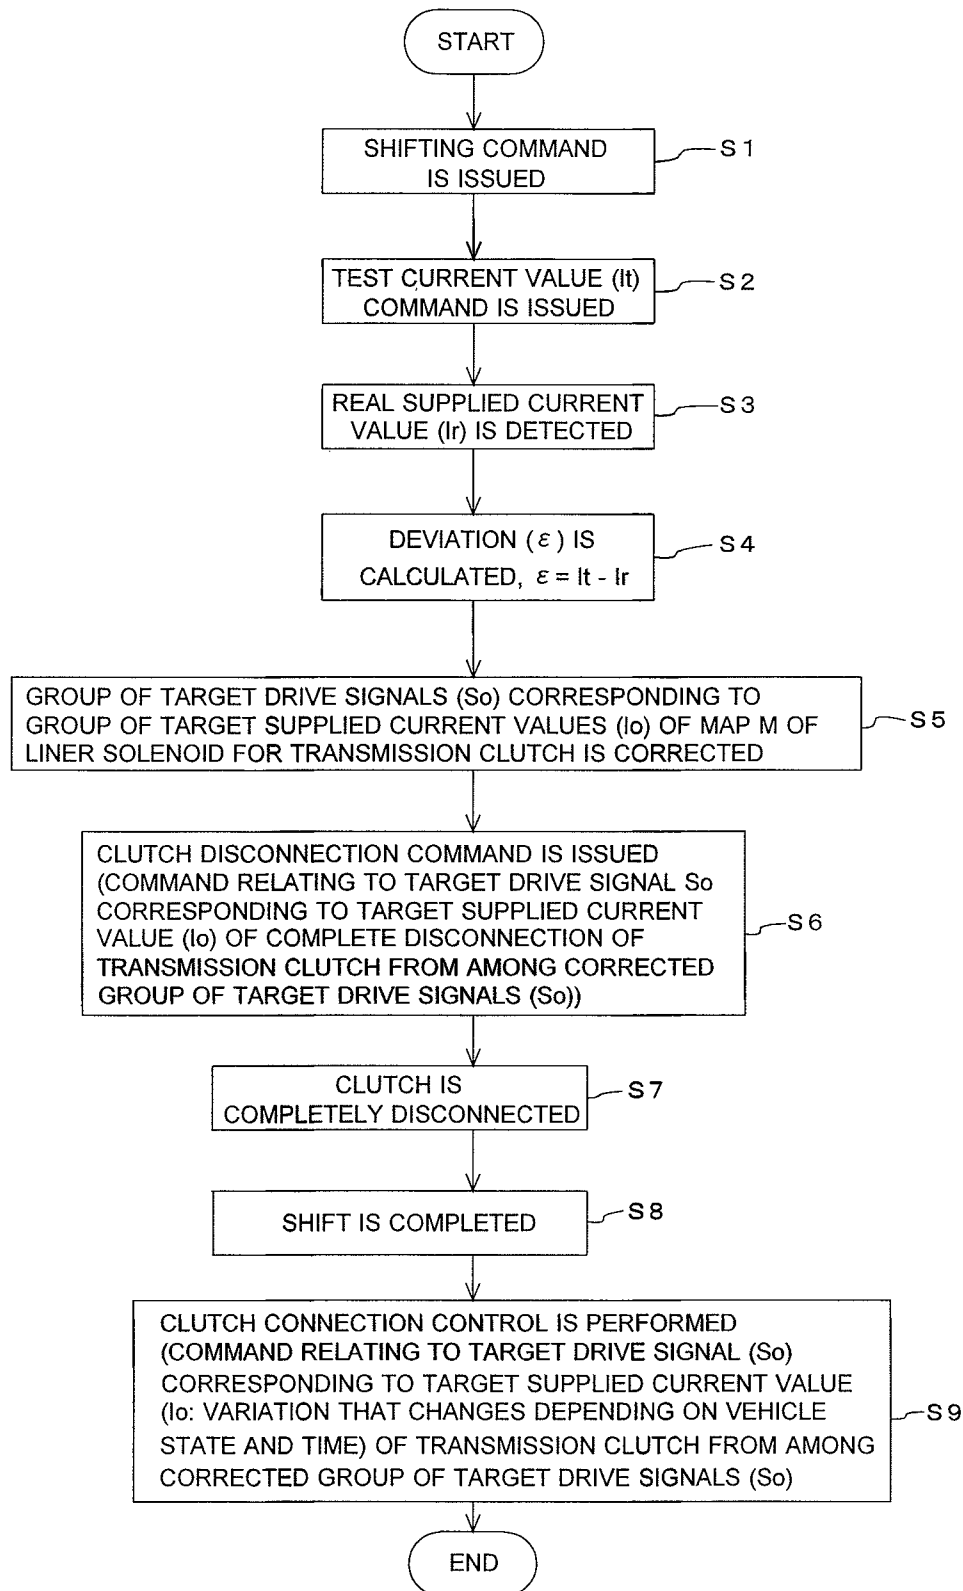 START
SHIFTING COMMAND
IS ISSUED
S1
TEST CURRENT VALUE (It)
COMMAND IS ISSUED
S2
REAL SUPPLIED CURRENT
VALUE (Ir) IS DETECTED
S3
DEVIATION (ε) IS
CALCULATED, ε = It - Ir
S4
GROUP OF TARGET DRIVE SIGNALS (So) CORRESPONDING TO
GROUP OF TARGET SUPPLIED CURRENT VALUES (Io) OF MAP M OF
LINER SOLENOID FOR TRANSMISSION CLUTCH IS CORRECTED
S5
CLUTCH DISCONNECTION COMMAND IS ISSUED
(COMMAND RELATING TO TARGET DRIVE SIGNAL So
CORRESPONDING TO TARGET SUPPLIED CURRENT
VALUE (Io) OF COMPLETE DISCONNECTION OF
TRANSMISSION CLUTCH FROM AMONG CORRECTED
GROUP OF TARGET DRIVE SIGNALS (So))
S6
CLUTCH IS
COMPLETELY DISCONNECTED
S7
SHIFT IS COMPLETED
S8
CLUTCH CONNECTION CONTROL IS PERFORMED
(COMMAND RELATING TO TARGET DRIVE SIGNAL (So)
CORRESPONDING TO TARGET SUPPLIED CURRENT VALUE
(Io: VARIATION THAT CHANGES DEPENDING ON VEHICLE
STATE AND TIME) OF TRANSMISSION CLUTCH FROM AMONG
CORRECTED GROUP OF TARGET DRIVE SIGNALS (So)
S9
END